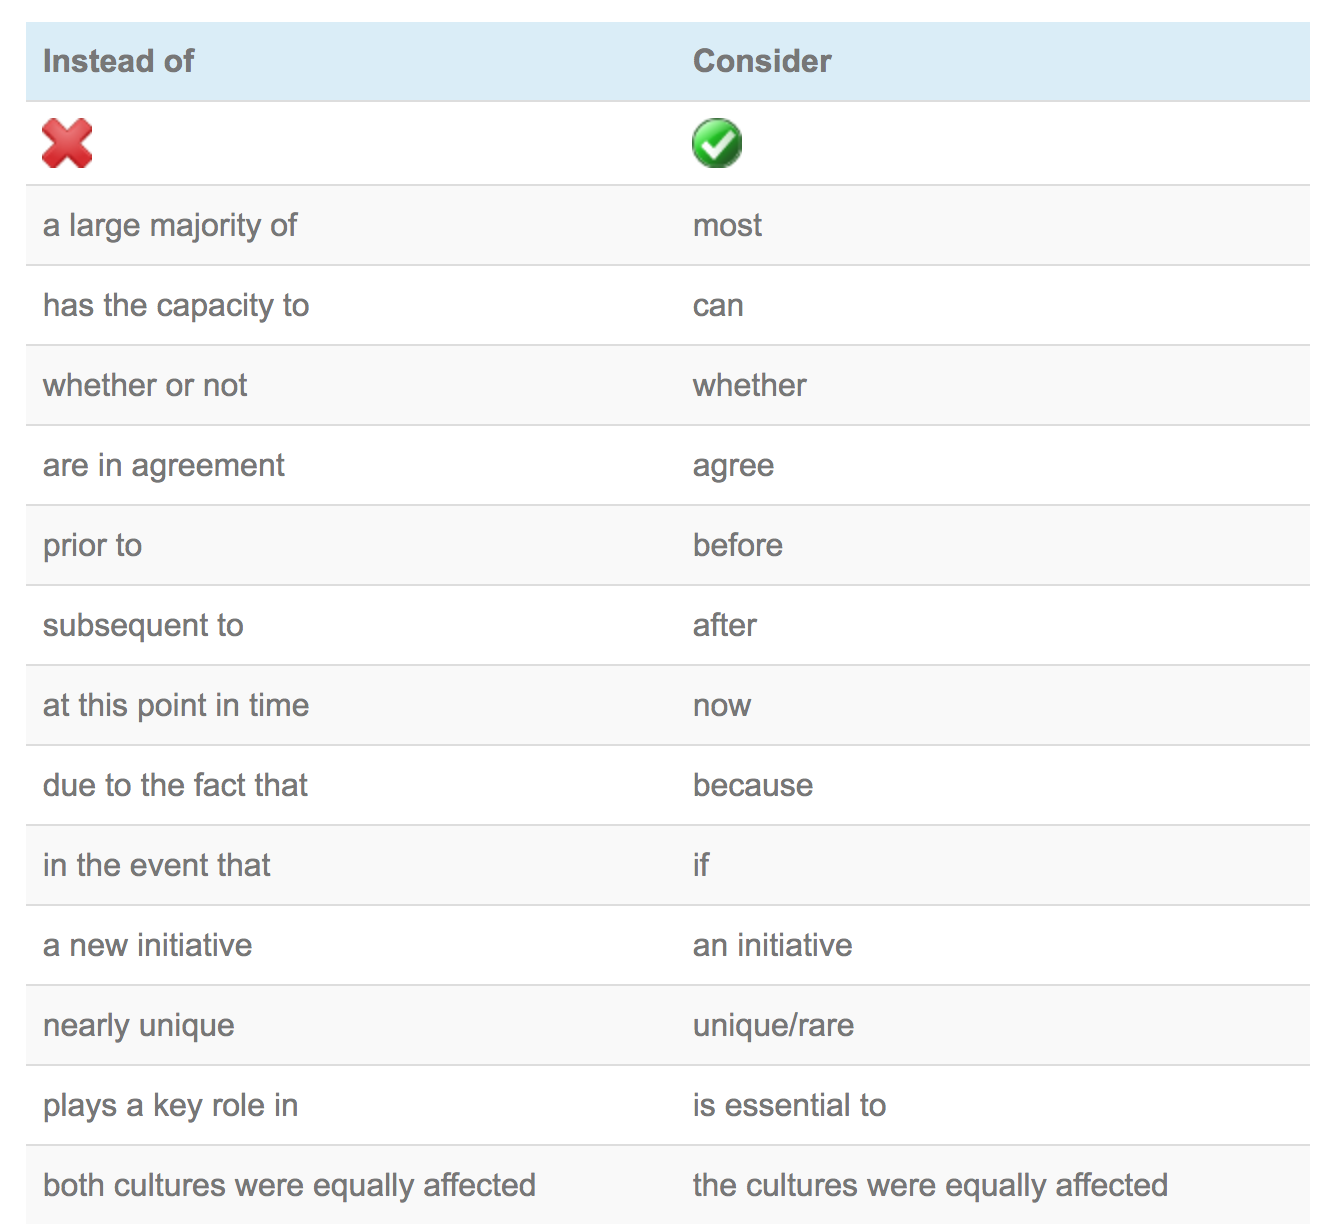 Instead of Consider
a large majority of most
has the capacity to can
whether or not whether
are in agreement agree
prior to before
subsequent to after
at this point in time now
due to the fact that because
in the event that if
a new initiative an initiative
nearly unique unique/rare
plays a key role in is essential to
both cultures were equally affected the cultures were equally affected